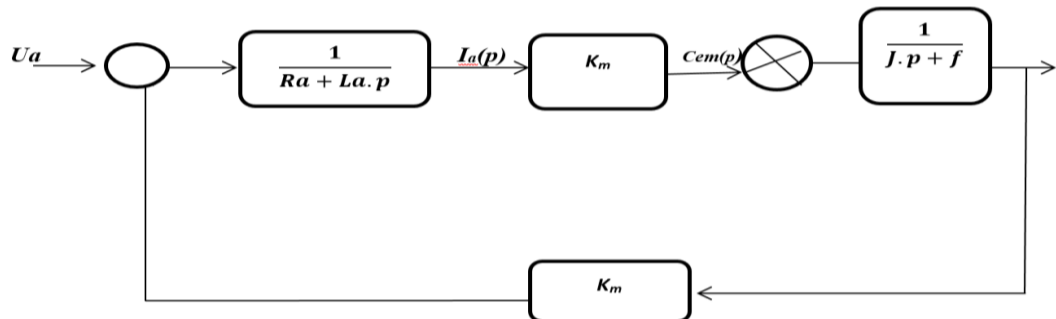 Ua
1
Ra + La. p
Ia(p)
Km
Cem(p)
1
J. p + f
Km